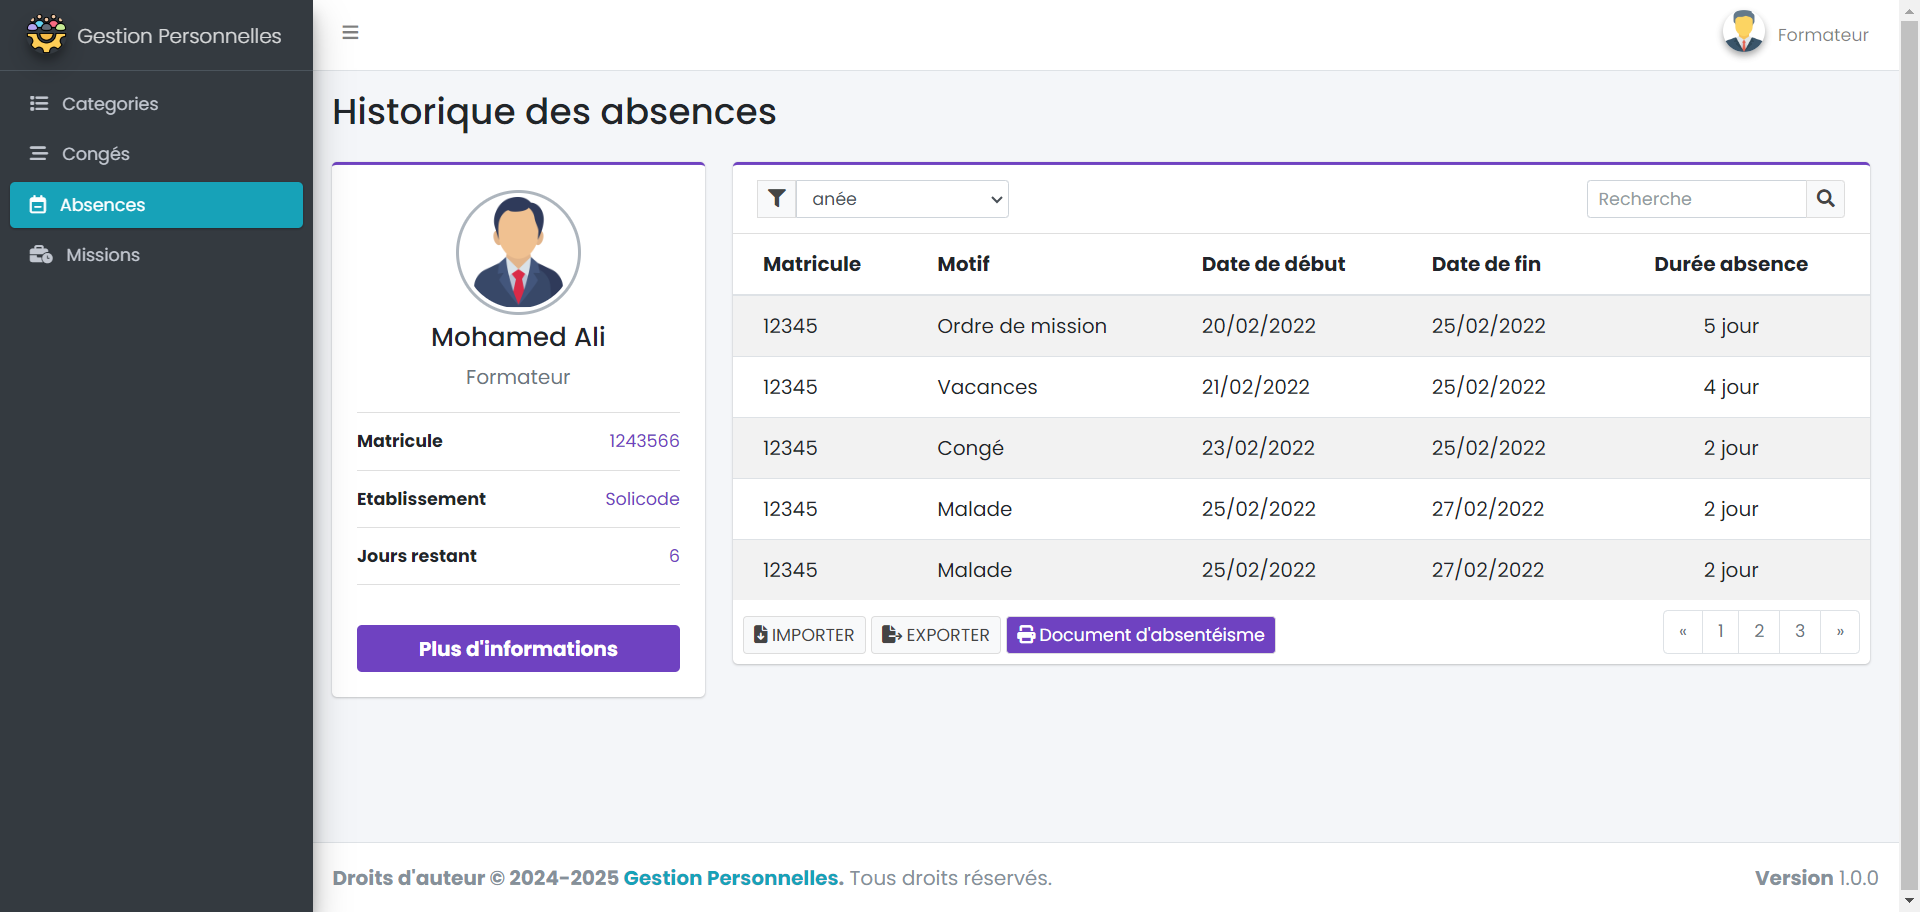 Gestion Personnelles
Formateur
Categories
Congés
Absences
Missions
Historique des absences
Mohamed Ali
Formateur
Matricule 1243566
Etablissement Solicode
Jours restant 6
Plus d'informations
anée
Recherche
Matricule Motif Date de début Date de fin Durée absence
12345 Ordre de mission 20/02/2022 25/02/2022 5 jour
12345 Vacances 21/02/2022 25/02/2022 4 jour
12345 Congé 23/02/2022 25/02/2022 2 jour
12345 Malade 25/02/2022 27/02/2022 2 jour
12345 Malade 25/02/2022 27/02/2022 2 jour
IMPORTER EXPORTER Document d'absentéisme
« 1 2 3 »
Droits d'auteur © 2024-2025 Gestion Personnelles. Tous droits réservés.
Version 1.0.0